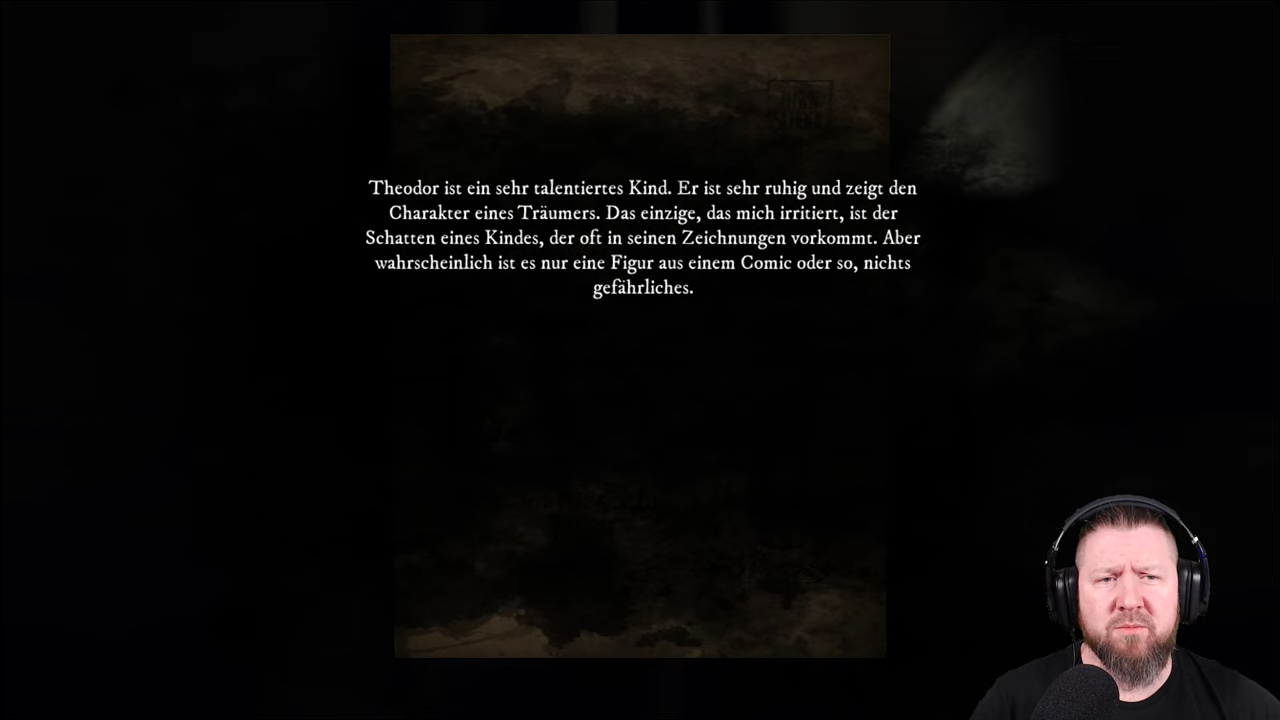 Theodor ist ein sehr talentiertes Kind. Er ist sehr ruhig und zeigt den
Charakter eines Träumers. Das einzige, das mich irritiert, ist der
Schatten eines Kindes, der oft in seinen Zeichnungen vorkommt. Aber
wahrscheinlich ist es nur eine Figur aus einem Comic oder so, nichts
gefährliches.